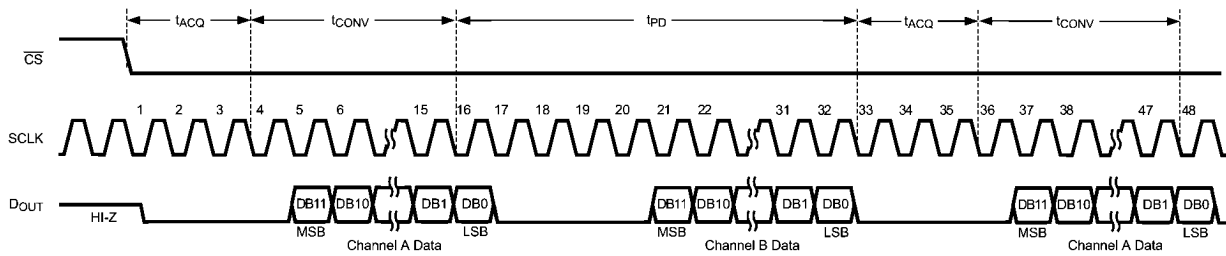 tACQ tCONV tPD tACQ tCONV
CS
1 2 3 4 5 6 15 16 17 18 19 20 21 22 31 32 33 34 35 36 37 38 47 48
SCLK
DOUT
HI-Z
DB11 DB10 DB1 DB0 DB11 DB10 DB1 DB0 DB11 DB10 DB1 DB0
MSB LSB MSB LSB MSB LSB
Channel A Data Channel B Data Channel A Data